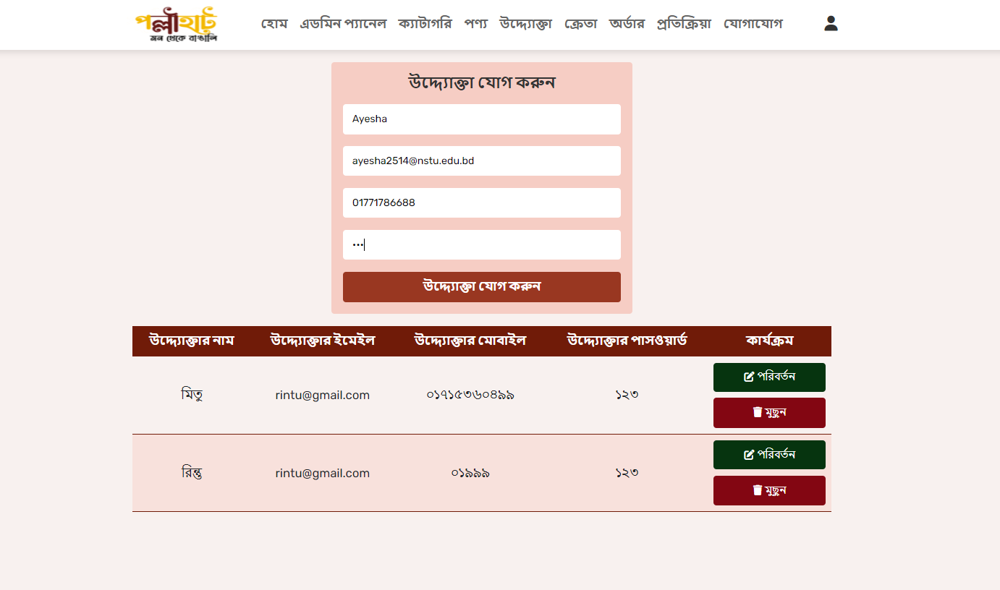 পল্লীহাট
মন থেকে বাঙালি
হোম এডমিন প্যানেল ক্যাটাগরি পণ্য উদ্দ্যোক্তা ক্রেতা অর্ডার প্রতিক্রিয়া যোগাযোগ
উদ্দ্যোক্তা যোগ করুন
Ayesha
ayesha2514@nstu.edu.bd
01771786688
•••
উদ্দ্যোক্তা যোগ করুন
উদ্দ্যোক্তার নাম উদ্দ্যোক্তার ইমেইল উদ্দ্যোক্তার মোবাইল উদ্দ্যোক্তার পাসওয়ার্ড কার্যক্রম
মিতু rintu@gmail.com ০১৭১৫৩৬০৪৯৯ ১২৩ পরিবর্তন
মুছুন
রিন্তু rintu@gmail.com ০১৯৯৯ ১২৩ পরিবর্তন
মুছুন